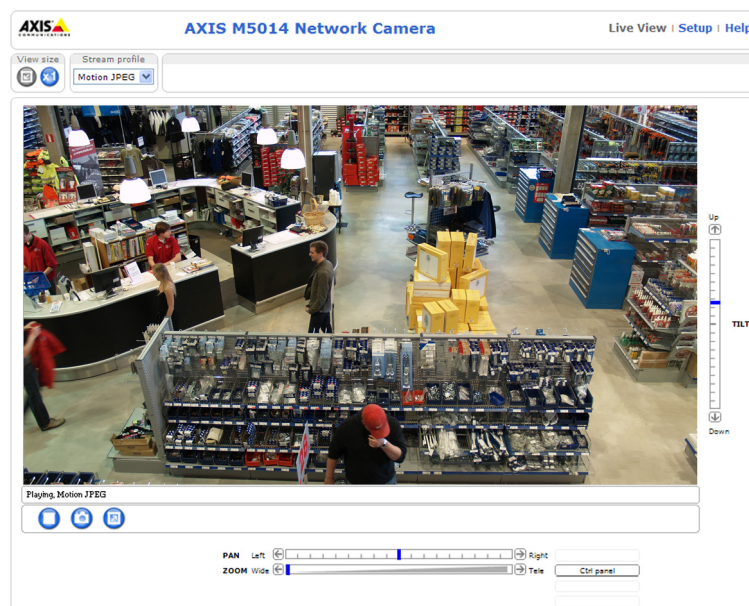 AXIS
COMMUNICATIONS
AXIS M5014 Network Camera
Live View | Setup | Help
View size
Stream profile
x1
Motion JPEG
Up
TILT
Down
Playing, Motion JPEG
PAN Left Right
ZOOM Wide Tele
Ctrl panel